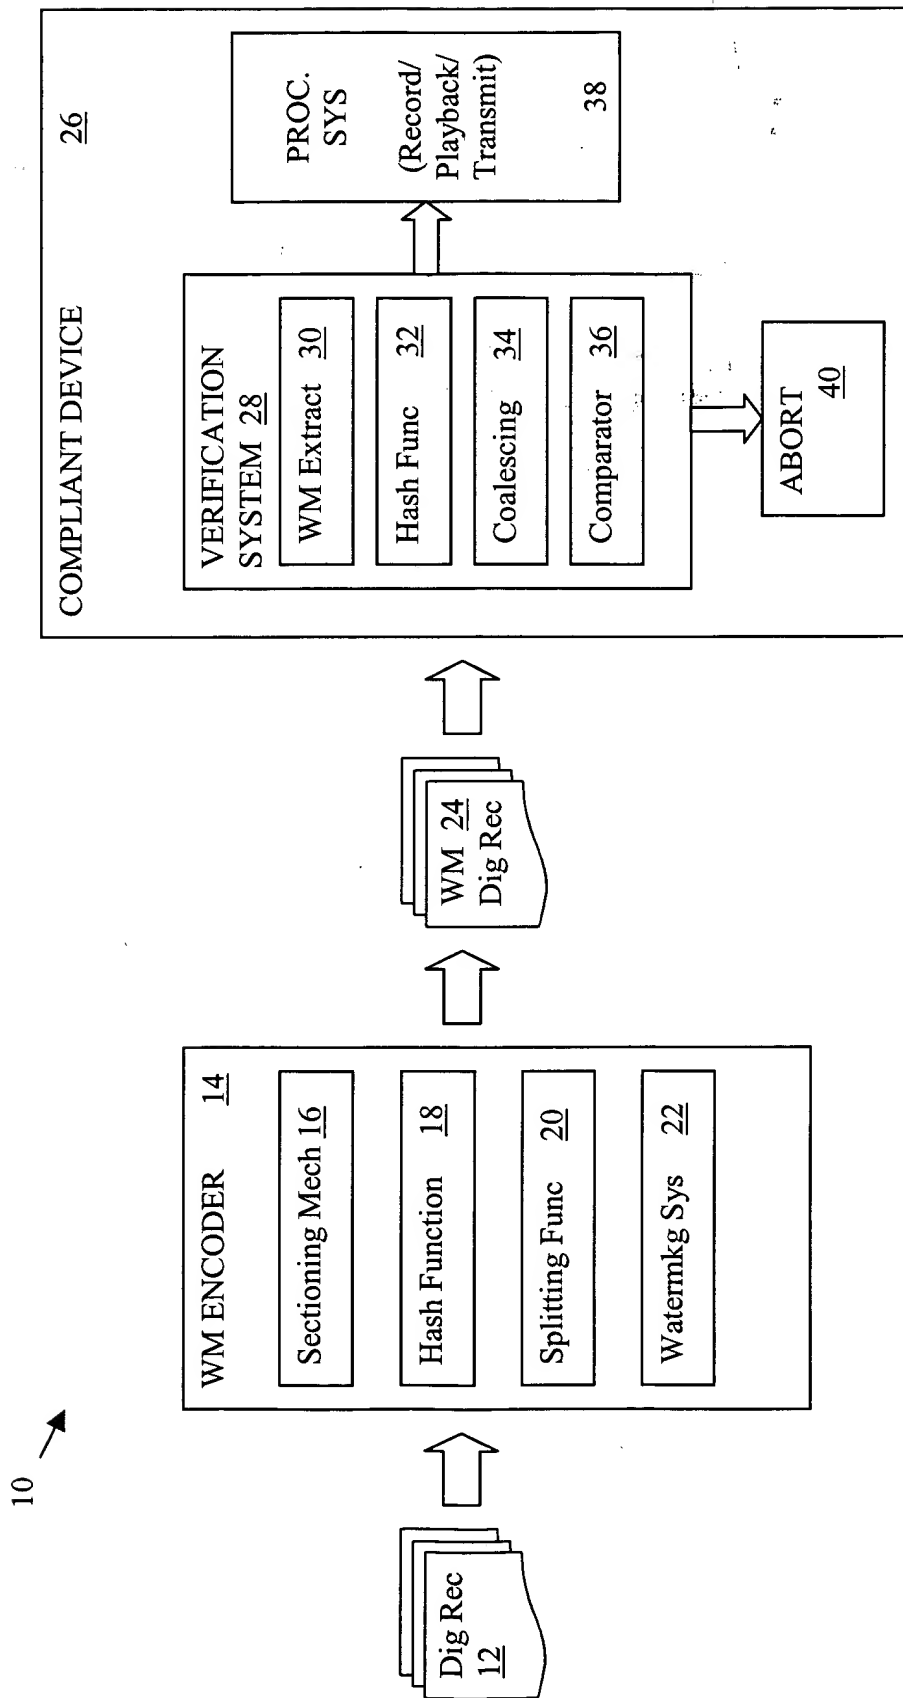 10
Dig Rec
12
WM ENCODER 14
Sectioning Mech 16
Hash Function 18
Splitting Func 20
Watermkg Sys 22
WM 24
Dig Rec
COMPLIANT DEVICE 26
VERIFICATION
SYSTEM 28
WM Extract 30
Hash Func 32
Coalescing 34
Comparator 36
PROC.
SYS
(Record/
Playback/
Transmit)
38
ABORT
40